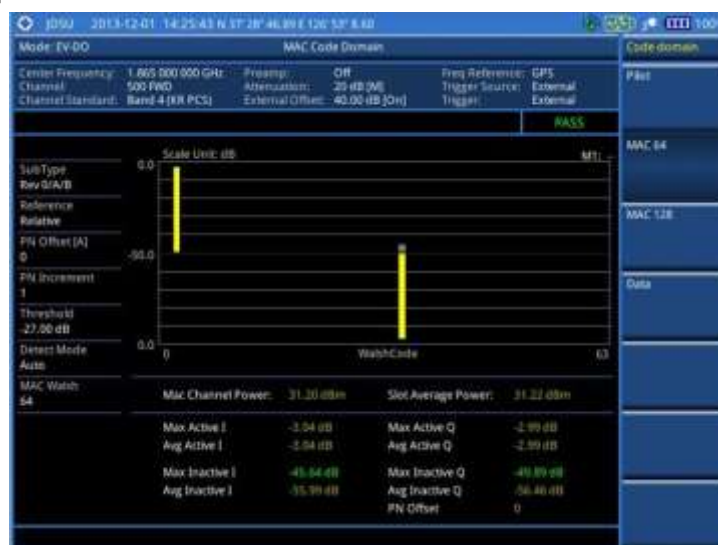 JDSU 2013-12-01 14:25:43 N 37° 28' 46.89 E 126° 53' 8.60 100
Mode: EV-DO MAC Code Domain Code domain
Center Frequency: 1.865 000 000 GHz Preamp: Off Freq Reference: GPS
Channel: 500 FWD Attenuation: 20 dB [M] Trigger Source: External
Channel Standard: Band 4 (KR PCS) External Offset: 40.00 dB [On] Trigger: External
PASS
Pilot
MAC 64
MAC 128
Data
Scale Unit: dB M1: --
SubType
Rev 0/A/B
Reference
Relative
PN Offset [A]
0
PN Increment
1
Threshold
-27.00 dB
Detect Mode
Auto
MAC Walsh
64
0.0
-50.0
0.0
0 WalshCode 63
Mac Channel Power: 31.20 dBm Slot Average Power: 31.22 dBm
Max Active I -3.04 dB Max Active Q -2.99 dB
Avg Active I -3.04 dB Avg Active Q -2.99 dB
Max Inactive I -45.64 dB Max Inactive Q -49.89 dB
Avg Inactive I -55.99 dB Avg Inactive Q -56.46 dB
PN Offset 0